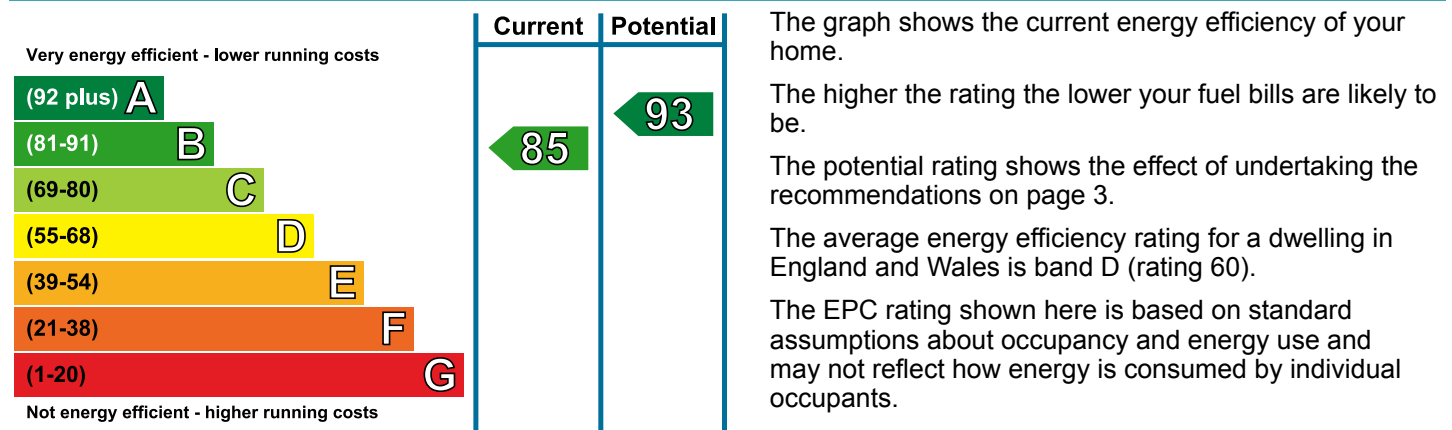 Current Potential
Very energy efficient - lower running costs
(92 plus) A
(81-91) B
(69-80) C
(55-68) D
(39-54) E
(21-38) F
(1-20) G
Not energy efficient - higher running costs
85
93
The graph shows the current energy efficiency of your
home.
The higher the rating the lower your fuel bills are likely to
be.
The potential rating shows the effect of undertaking the
recommendations on page 3.
The average energy efficiency rating for a dwelling in
England and Wales is band D (rating 60).
The EPC rating shown here is based on standard
assumptions about occupancy and energy use and
may not reflect how energy is consumed by individual
occupants.